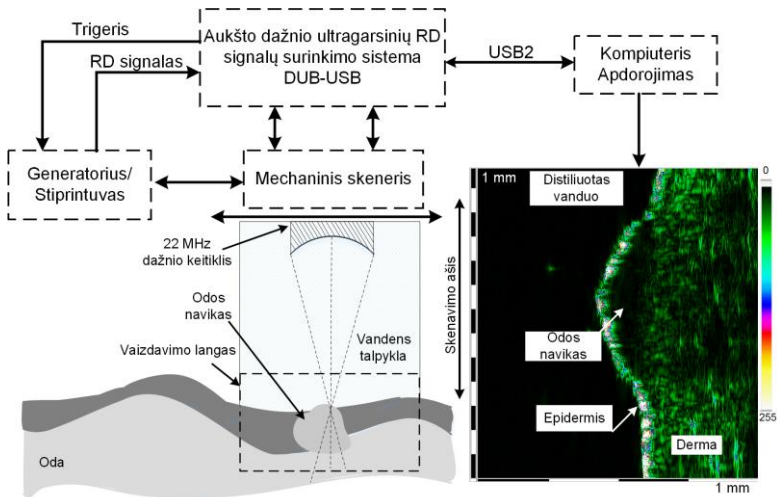 Trigeris
RD signalas
Aukšto dažnio ultragarsinių RD
signalų surinkimo sistema
DUB-USB
USB2
Kompiuteris
Apdorojimas
Generatorius/
Stiprintuvas
Mechaninis skeneris
22 MHz
dažnio keitiklis
Odos
navikas
Vaizdavimo langas
Vandens
talpykla
Oda
Skenavimo ašis
1 mm
Distiliuotas
vanduo
Odos
navikas
Epidermis
Derma
1 mm
0
255